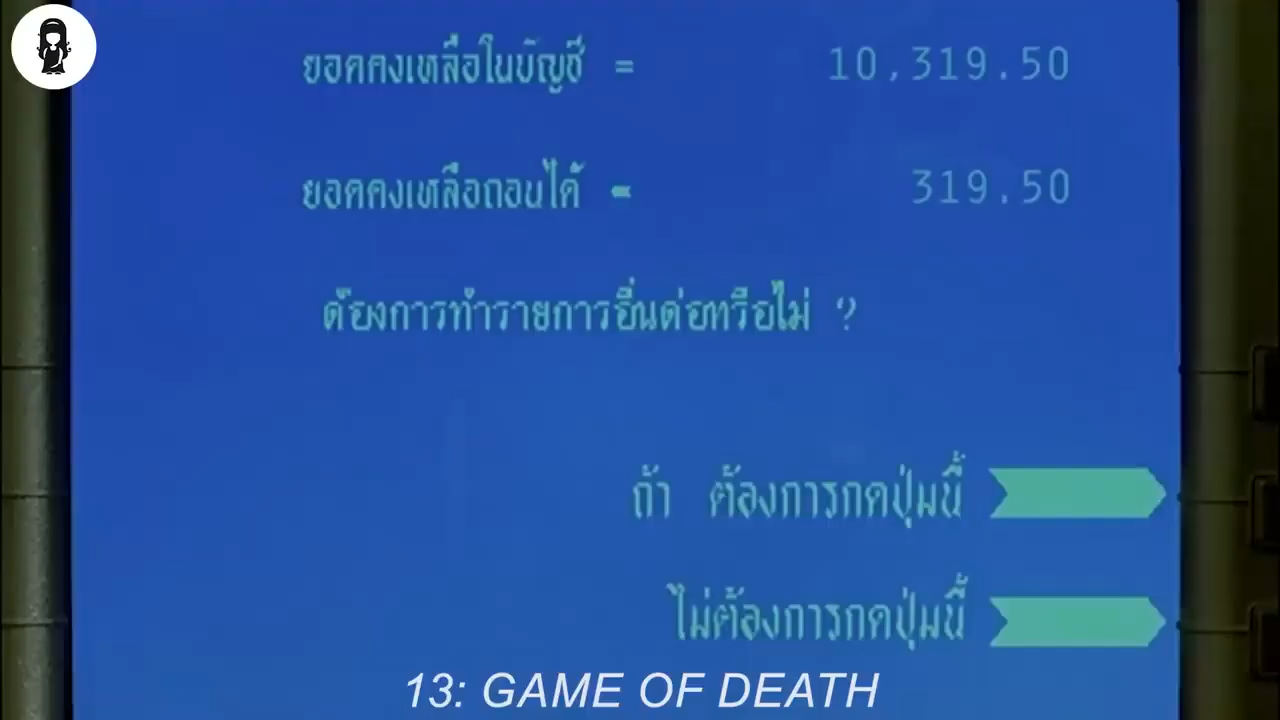 ยอดคงเหลือในบัญชี = 10,319.50
ยอดคงเหลือถอนได้ = 319.50
ต้องการทำรายการอื่นต่อหรือไม่ ?
ถ้า ต้องการกดปุ่มนี้
ไม่ต้องการกดปุ่มนี้
13: GAME OF DEATH